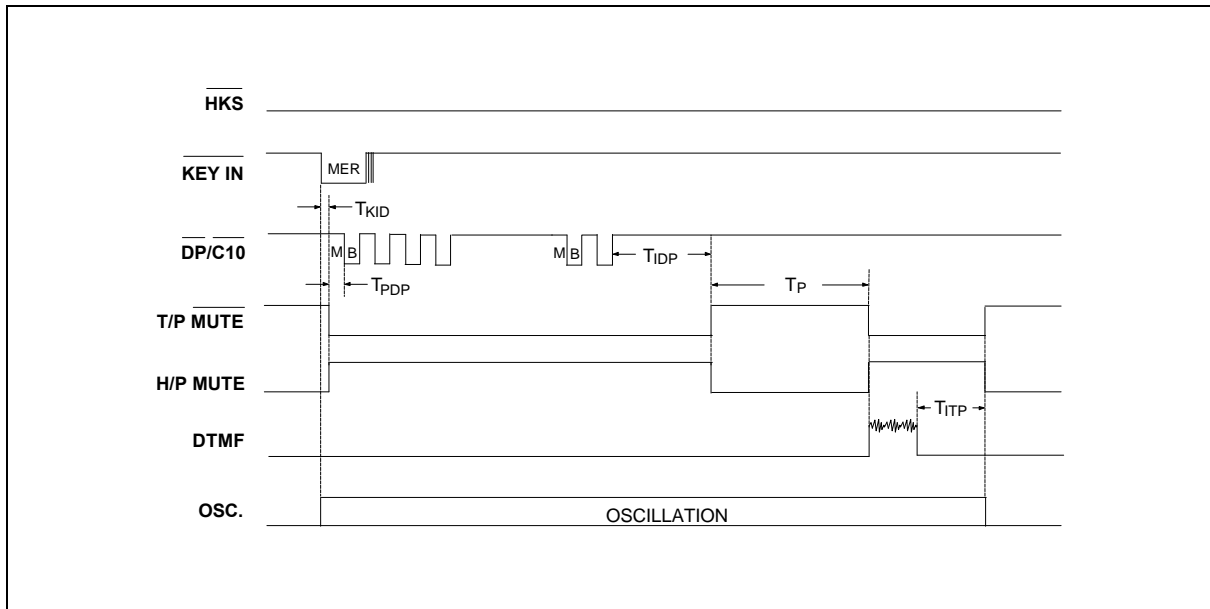 HKS
KEY IN
MER
TKID
DP/C10
M B
M B
TIDP
TPDP
TP
T/P MUTE
H/P MUTE
TITP
DTMF
OSC.
OSCILLATION